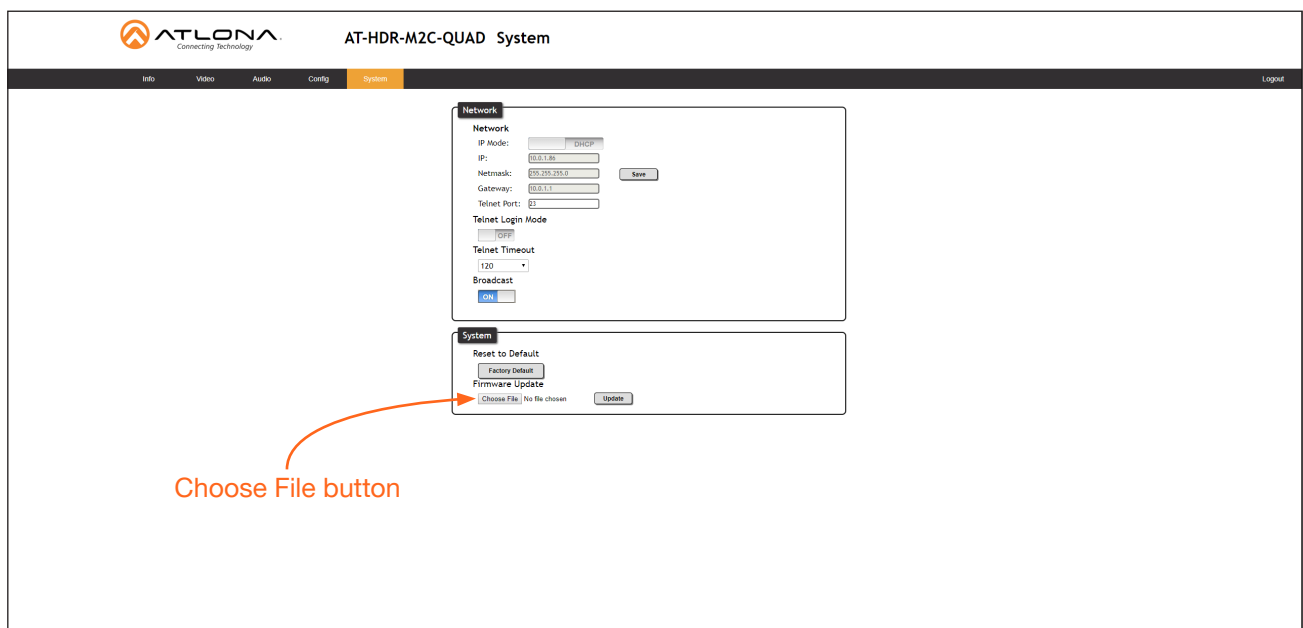 ATLONA.
Connecting Technology
AT-HDR-M2C-QUAD System
Info Video Audio Config System Logout
Network
Network
IP Mode: DHCP
IP: 10.0.1.86
Netmask: 255.255.255.0 Save
Gateway: 10.0.1.1
Telnet Port: 23
Telnet Login Mode
OFF
Telnet Timeout
120
Broadcast
ON
System
Reset to Default
Factory Default
Firmware Update
Choose File No file chosen Update
Choose File button